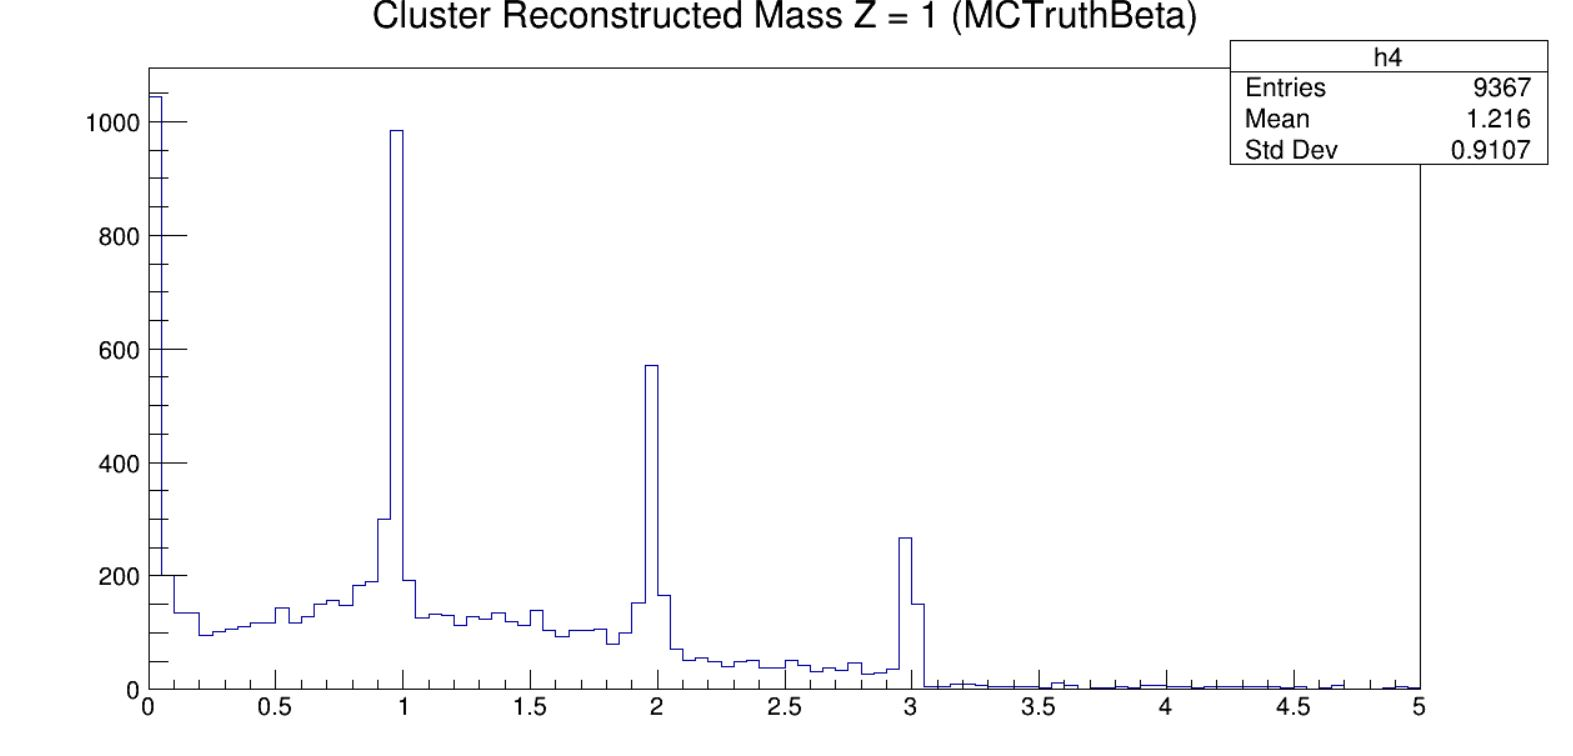 Cluster Reconstructed Mass Z = 1 (MCTruthBeta)
h4
Entries 9367
Mean 1.216
Std Dev 0.9107
1000
800
600
400
200
0
0 0.5 1 1.5 2 2.5 3 3.5 4 4.5 5